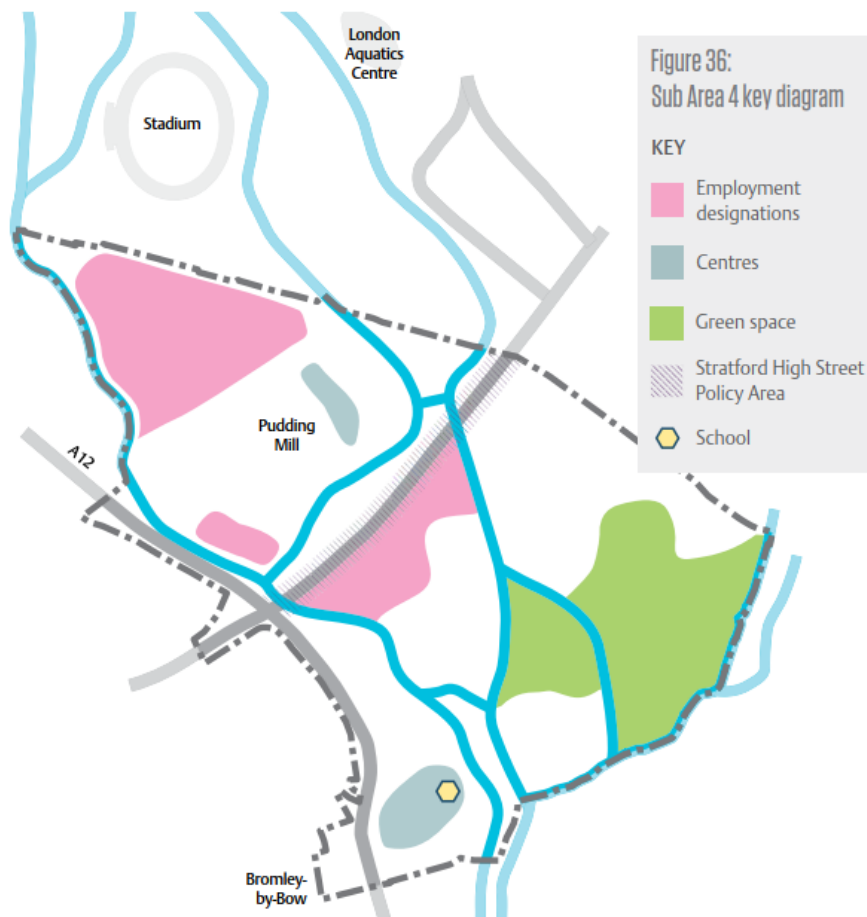 London
Aquatics
Centre
Stadium
Figure 36:
Sub Area 4 key diagram
KEY
Employment
designations
Centres
Green space
Stratford High Street
Policy Area
School
Pudding
Mill
A12
Bromley-
by-Bow